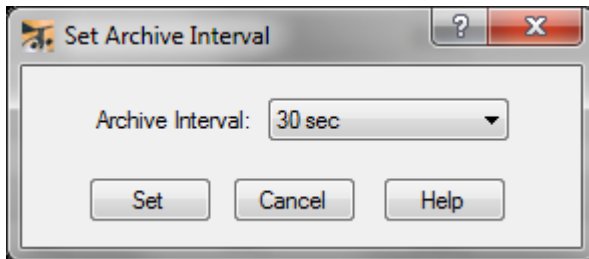 Set Archive Interval
?
X
Archive Interval: 30 sec
Set Cancel Help